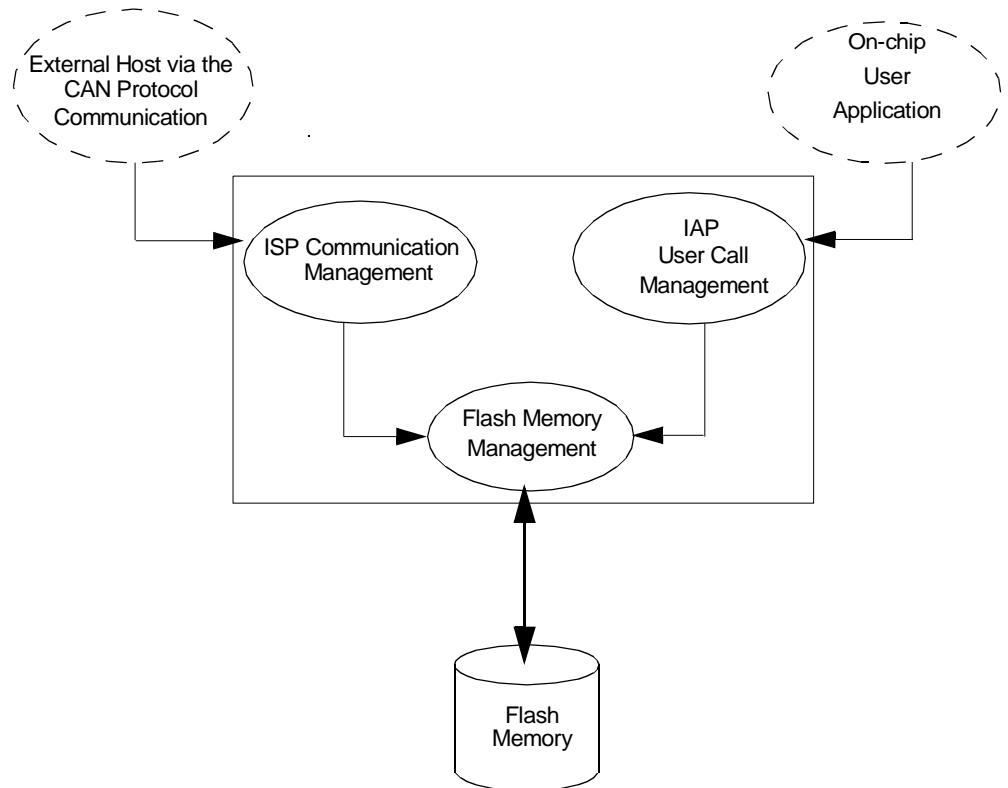 External Host via the
CAN Protocol
Communication
On-chip
User
Application
ISP Communication
Management
IAP
User Call
Management
Flash Memory
Management
Flash
Memory